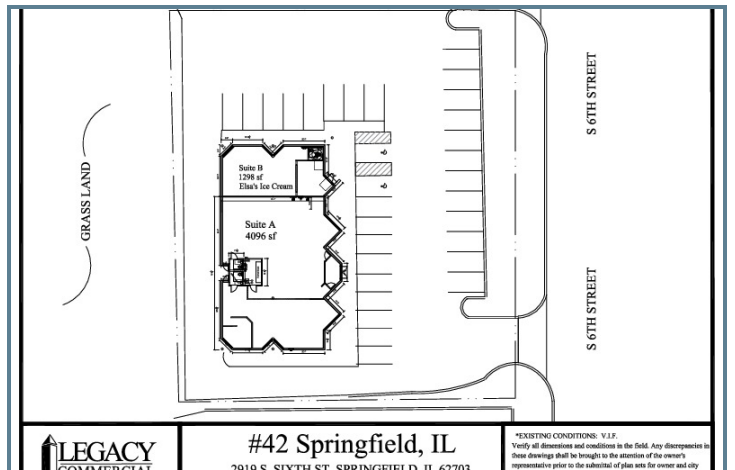 S 6TH STREET
GRASS LAND
Suite B
1298 sf
Elsa's Ice Cream
Suite A
4096 sf
S 6TH STREET
LEGACY
COMMERCIAL
#42 Springfield, IL
2919 S. SIXTH ST. SPRINGFIELD, IL 62703
*EXISTING CONDITIONS: V.I.F.
Verify all dimensions and conditions in the field. Any discrepancies in
these drawings shall be brought to the attention of the owner's
representative prior to the submittal of plan sets for owner and city